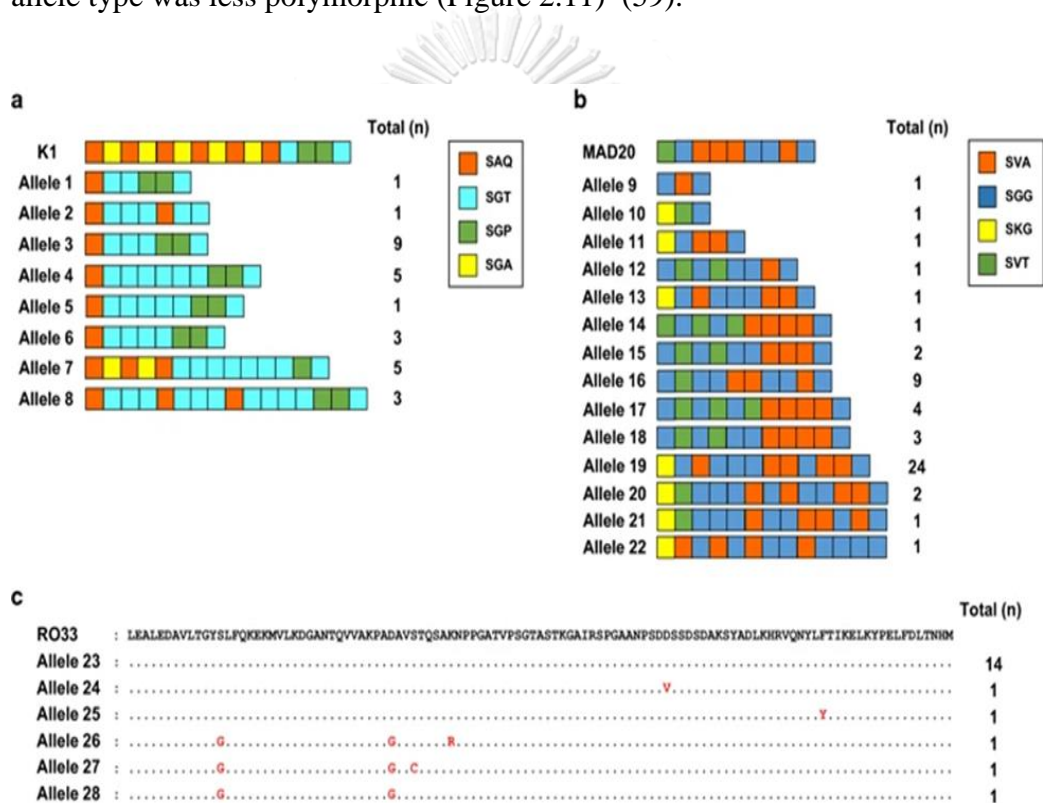 allele type was less polymorphic (Figure 2.11) (59).
a
Total (n)
K1
Allele 1 1
Allele 2 1
Allele 3 9
Allele 4 5
Allele 5 1
Allele 6 3
Allele 7 5
Allele 8 3
SAQ
SGT
SGP
SGA
b
Total (n)
MAD20
Allele 9 1
Allele 10 1
Allele 11 1
Allele 12 1
Allele 13 1
Allele 14 1
Allele 15 2
Allele 16 9
Allele 17 4
Allele 18 3
Allele 19 24
Allele 20 2
Allele 21 1
Allele 22 1
SVA
SGG
SKG
SVT
c
Total (n)
RO33 : LEALEDAVLTGYSLFQKEKMVLKDGANTQVVAKPADAVSTQSAKNPPGATVPSGTASTKGAIRSPGAANPSDDSSDSDAKSYADLKHRVQNYLFTIKELKYPELFDLTNHM
Allele 23 : 14
Allele 24 : V 1
Allele 25 : Y 1
Allele 26 : G G R 1
Allele 27 : G G C 1
Allele 28 : G G 1